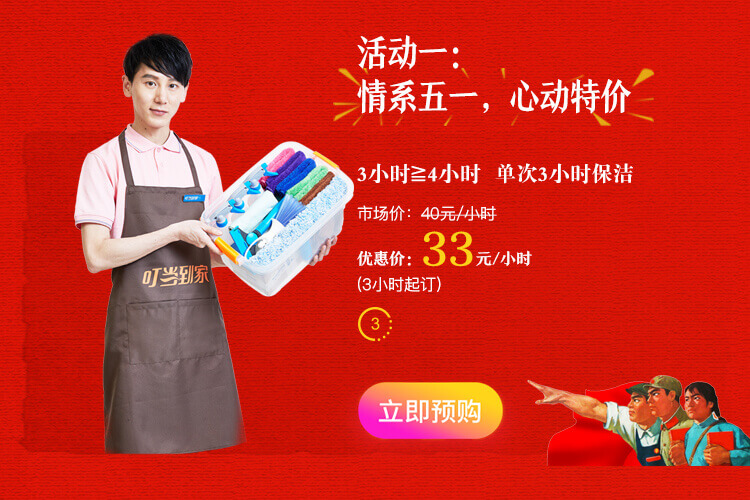 活动一：
情系五一，心动特价
3小时≧4小时 单次3小时保洁
市场价：40元/小时
优惠价：33元/小时
(3小时起订)
3
叮当到家
立即预购